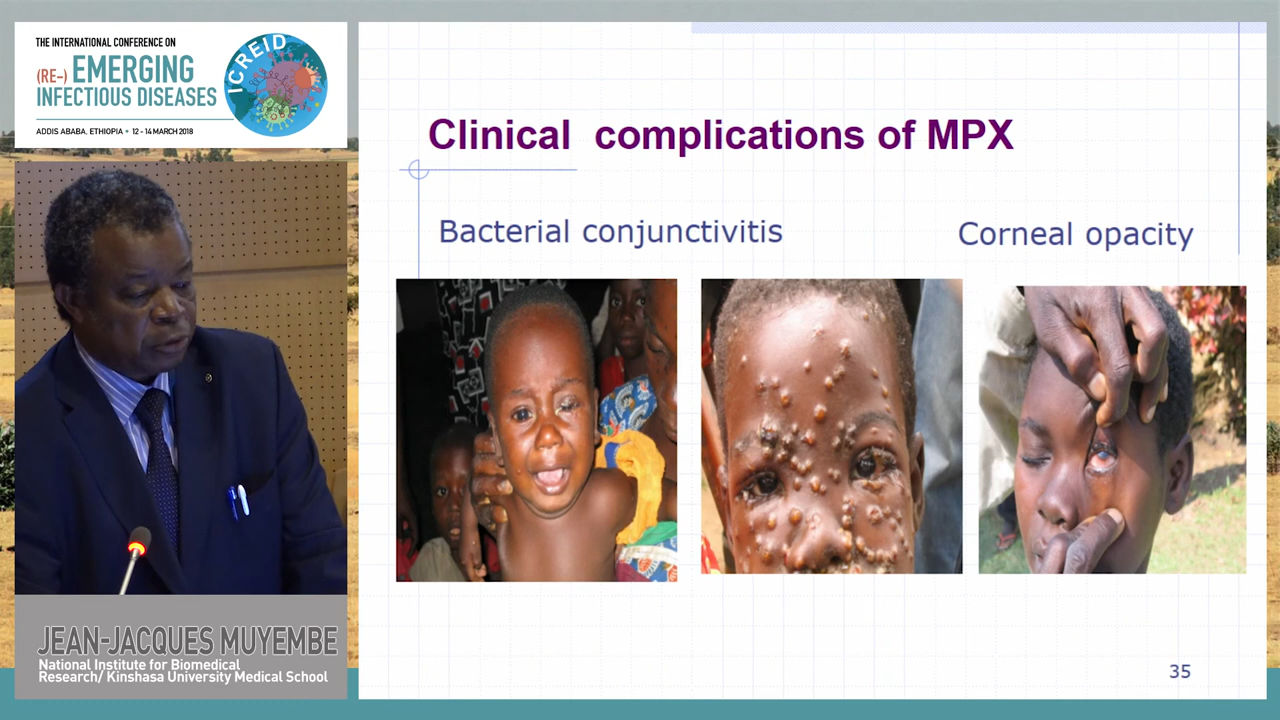 THE INTERNATIONAL CONFERENCE ON
(RE-) EMERGING
INFECTIOUS DISEASES
ICREID
ADDIS ABABA, ETHIOPIA • 12 - 14 MARCH 2018
Clinical complications of MPX
Bacterial conjunctivitis
Corneal opacity
35
JEAN-JACQUES MUYEMBE
National Institute for Biomedical
Research/ Kinshasa University Medical School